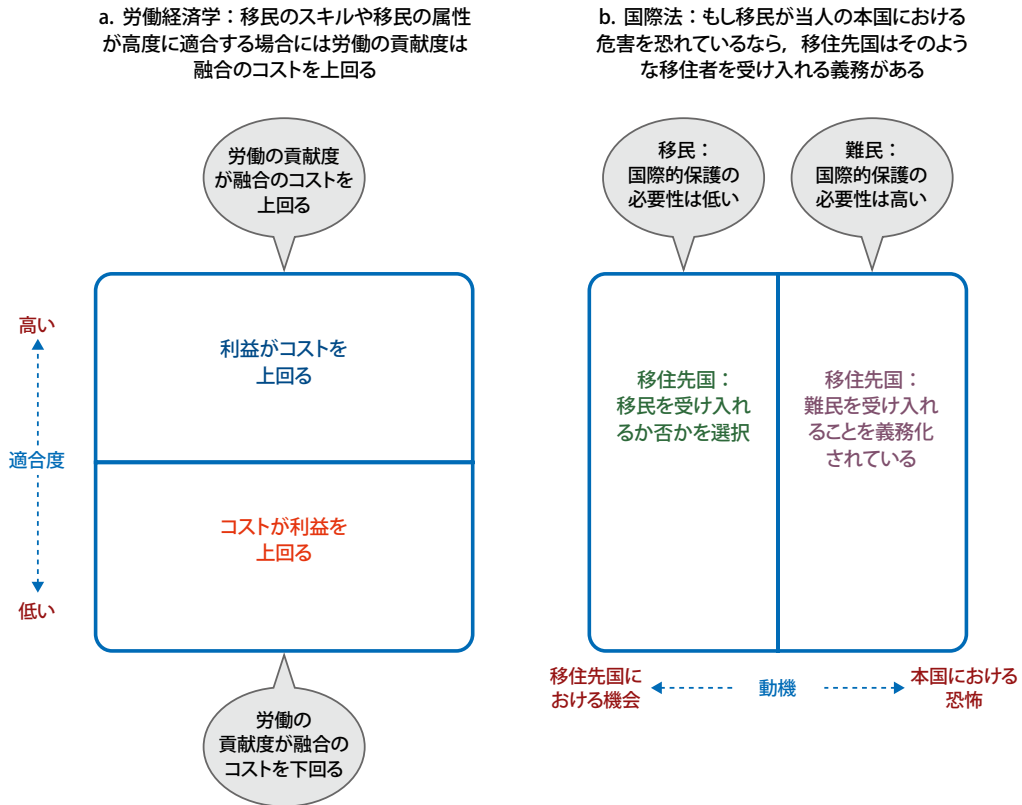 a. 労働経済学：移民のスキルや移民の属性
が高度に適合する場合には労働の貢献度は
融合のコストを上回る
労働の貢献度
が融合のコストを
上回る
高い
適合度
低い
利益がコストを
上回る
コストが利益を
上回る
労働の
貢献度が融合の
コストを下回る
b. 国際法：もし移民が当人の本国における
危害を恐れているなら，移住先国はそのよう
な移住者を受け入れる義務がある
移民：
国際的保護の
必要性は低い
難民：
国際的保護の
必要性は高い
移住先国：
移民を受け入れ
るか否かを選択
移住先国：
難民を受け入れ
ることを義務化
されている
移住先国に
おける機会
動機
本国における
恐怖